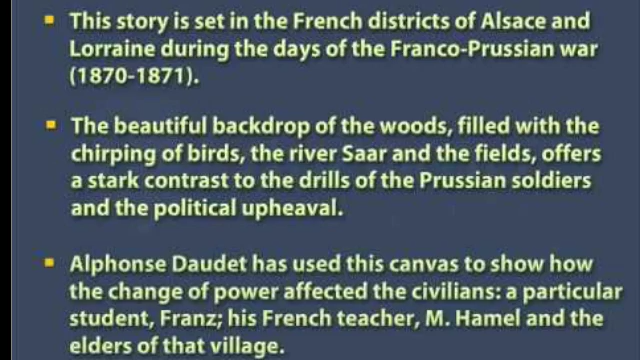 This story is set in the French districts of Alsace and
Lorraine during the days of the Franco-Prussian war
(1870-1871).
The beautiful backdrop of the woods, filled with the
chirping of birds, the river Saar and the fields, offers
a stark contrast to the drills of the Prussian soldiers
and the political upheaval.
Alphonse Daudet has used this canvas to show how
the change of power affected the civilians: a particular
student, Franz; his French teacher, M. Hamel and the
elders of that village.